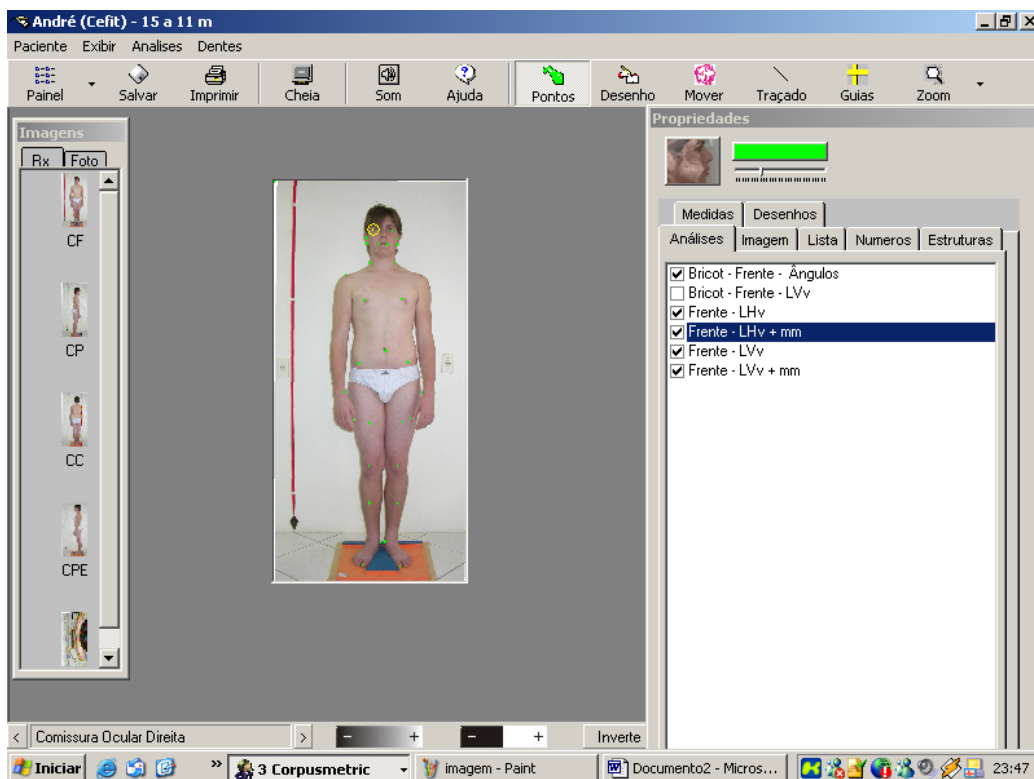 André (Cefit) - 15 a 11 m
Paciente Exibir Analises Dentes
Painel Salvar Imprimir Cheia Som Ajuda Pontos Desenho Mover Traçado Guias Zoom
Imagens
Rx Foto
CF
CP
CC
CPE
Propriedades
Medidas Desenhos
Análises Imagem Lista Numeros Estruturas
Bricot - Frente - Ângulos
Bricot - Frente - LVv
Frente - LHv
Frente - LHv + mm
Frente - LVv
Frente - LVv + mm
< Comissura Ocular Direita > - + - + Inverte
Iniciar » 3 Corpusmetric imagem - Paint Documento2 - Micros... 23:47